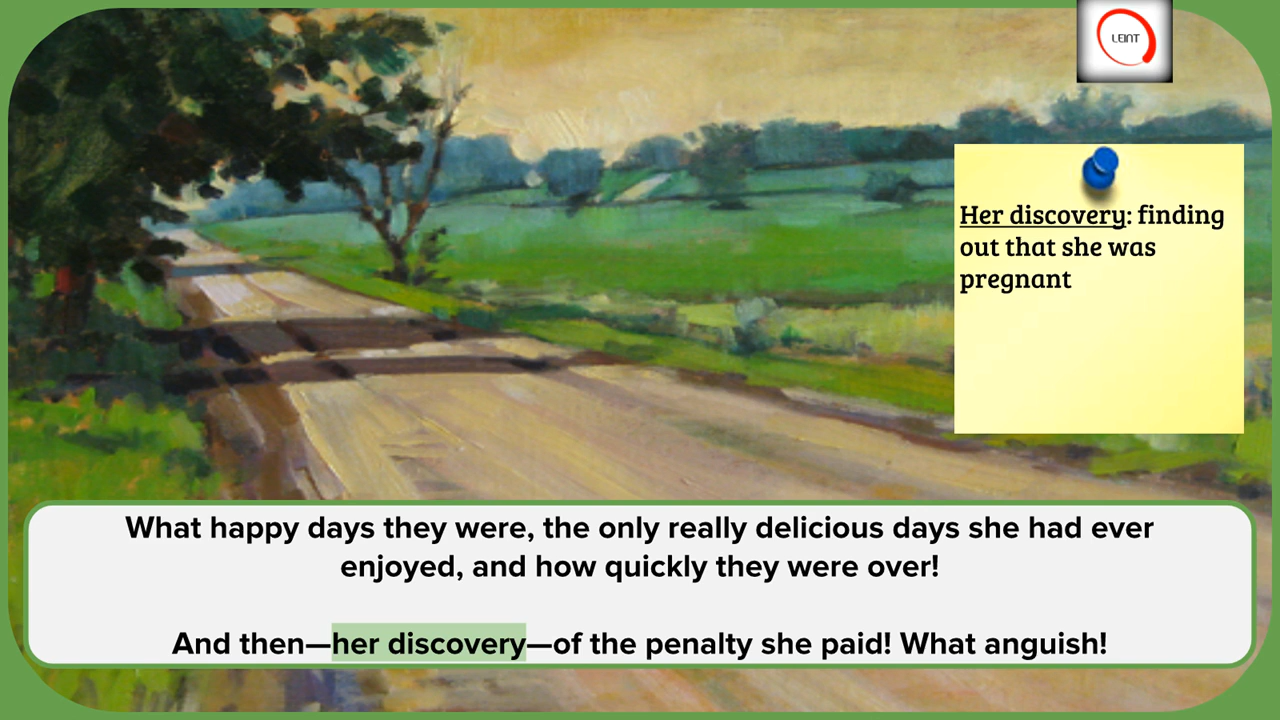 LEINT
Her discovery: finding
out that she was
pregnant
What happy days they were, the only really delicious days she had ever
enjoyed, and how quickly they were over!
And then—her discovery—of the penalty she paid! What anguish!